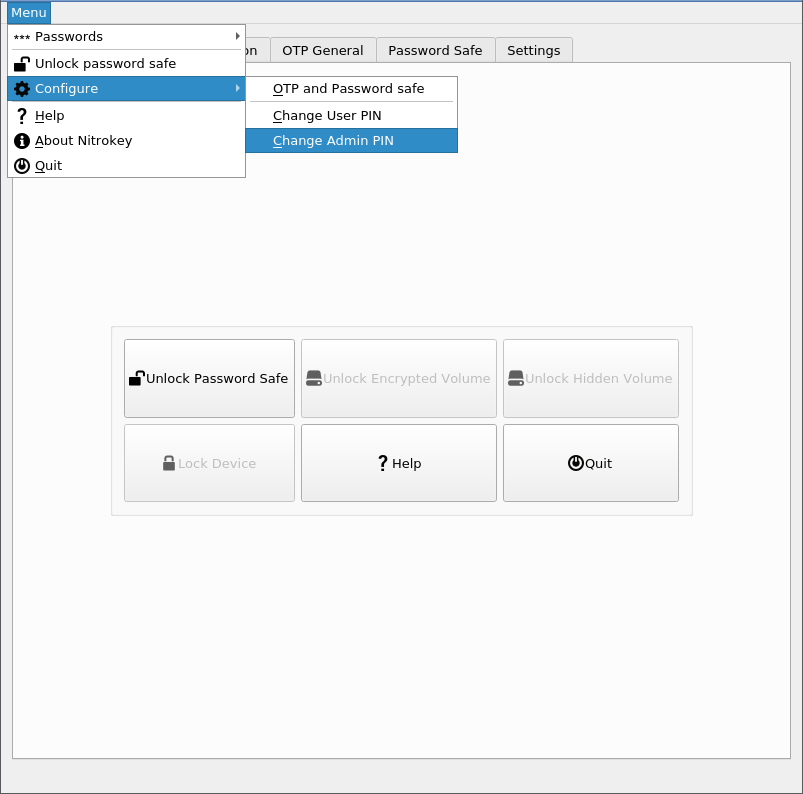 Menu
*** Passwords
Unlock password safe
Configure
Help
About Nitrokey
Quit
OTP and Password safe
Change User PIN
Change Admin PIN
OTP General
Password Safe
Settings
Unlock Password Safe
Unlock Encrypted Volume
Unlock Hidden Volume
Lock Device
? Help
Quit